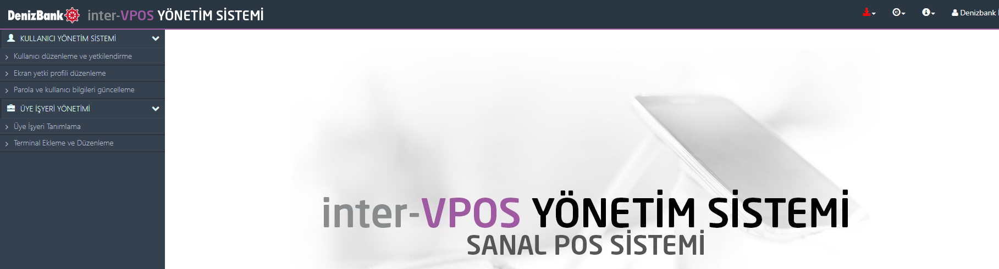 DenizBank inter-VPOS YÖNETİM SİSTEMİ
Denizbank
KULLANICI YÖNETİM SİSTEMİ
Kullanıcı düzenleme ve yetkilendirme
Ekran yetki profili düzenleme
Parola ve kullanıcı bilgileri güncelleme
ÜYE İŞYERİ YÖNETİMİ
Üye İşyeri Tanımlama
Terminal Ekleme ve Düzenleme
inter-VPOS YÖNETİM SİSTEMİ
SANAL POS SİSTEMİ